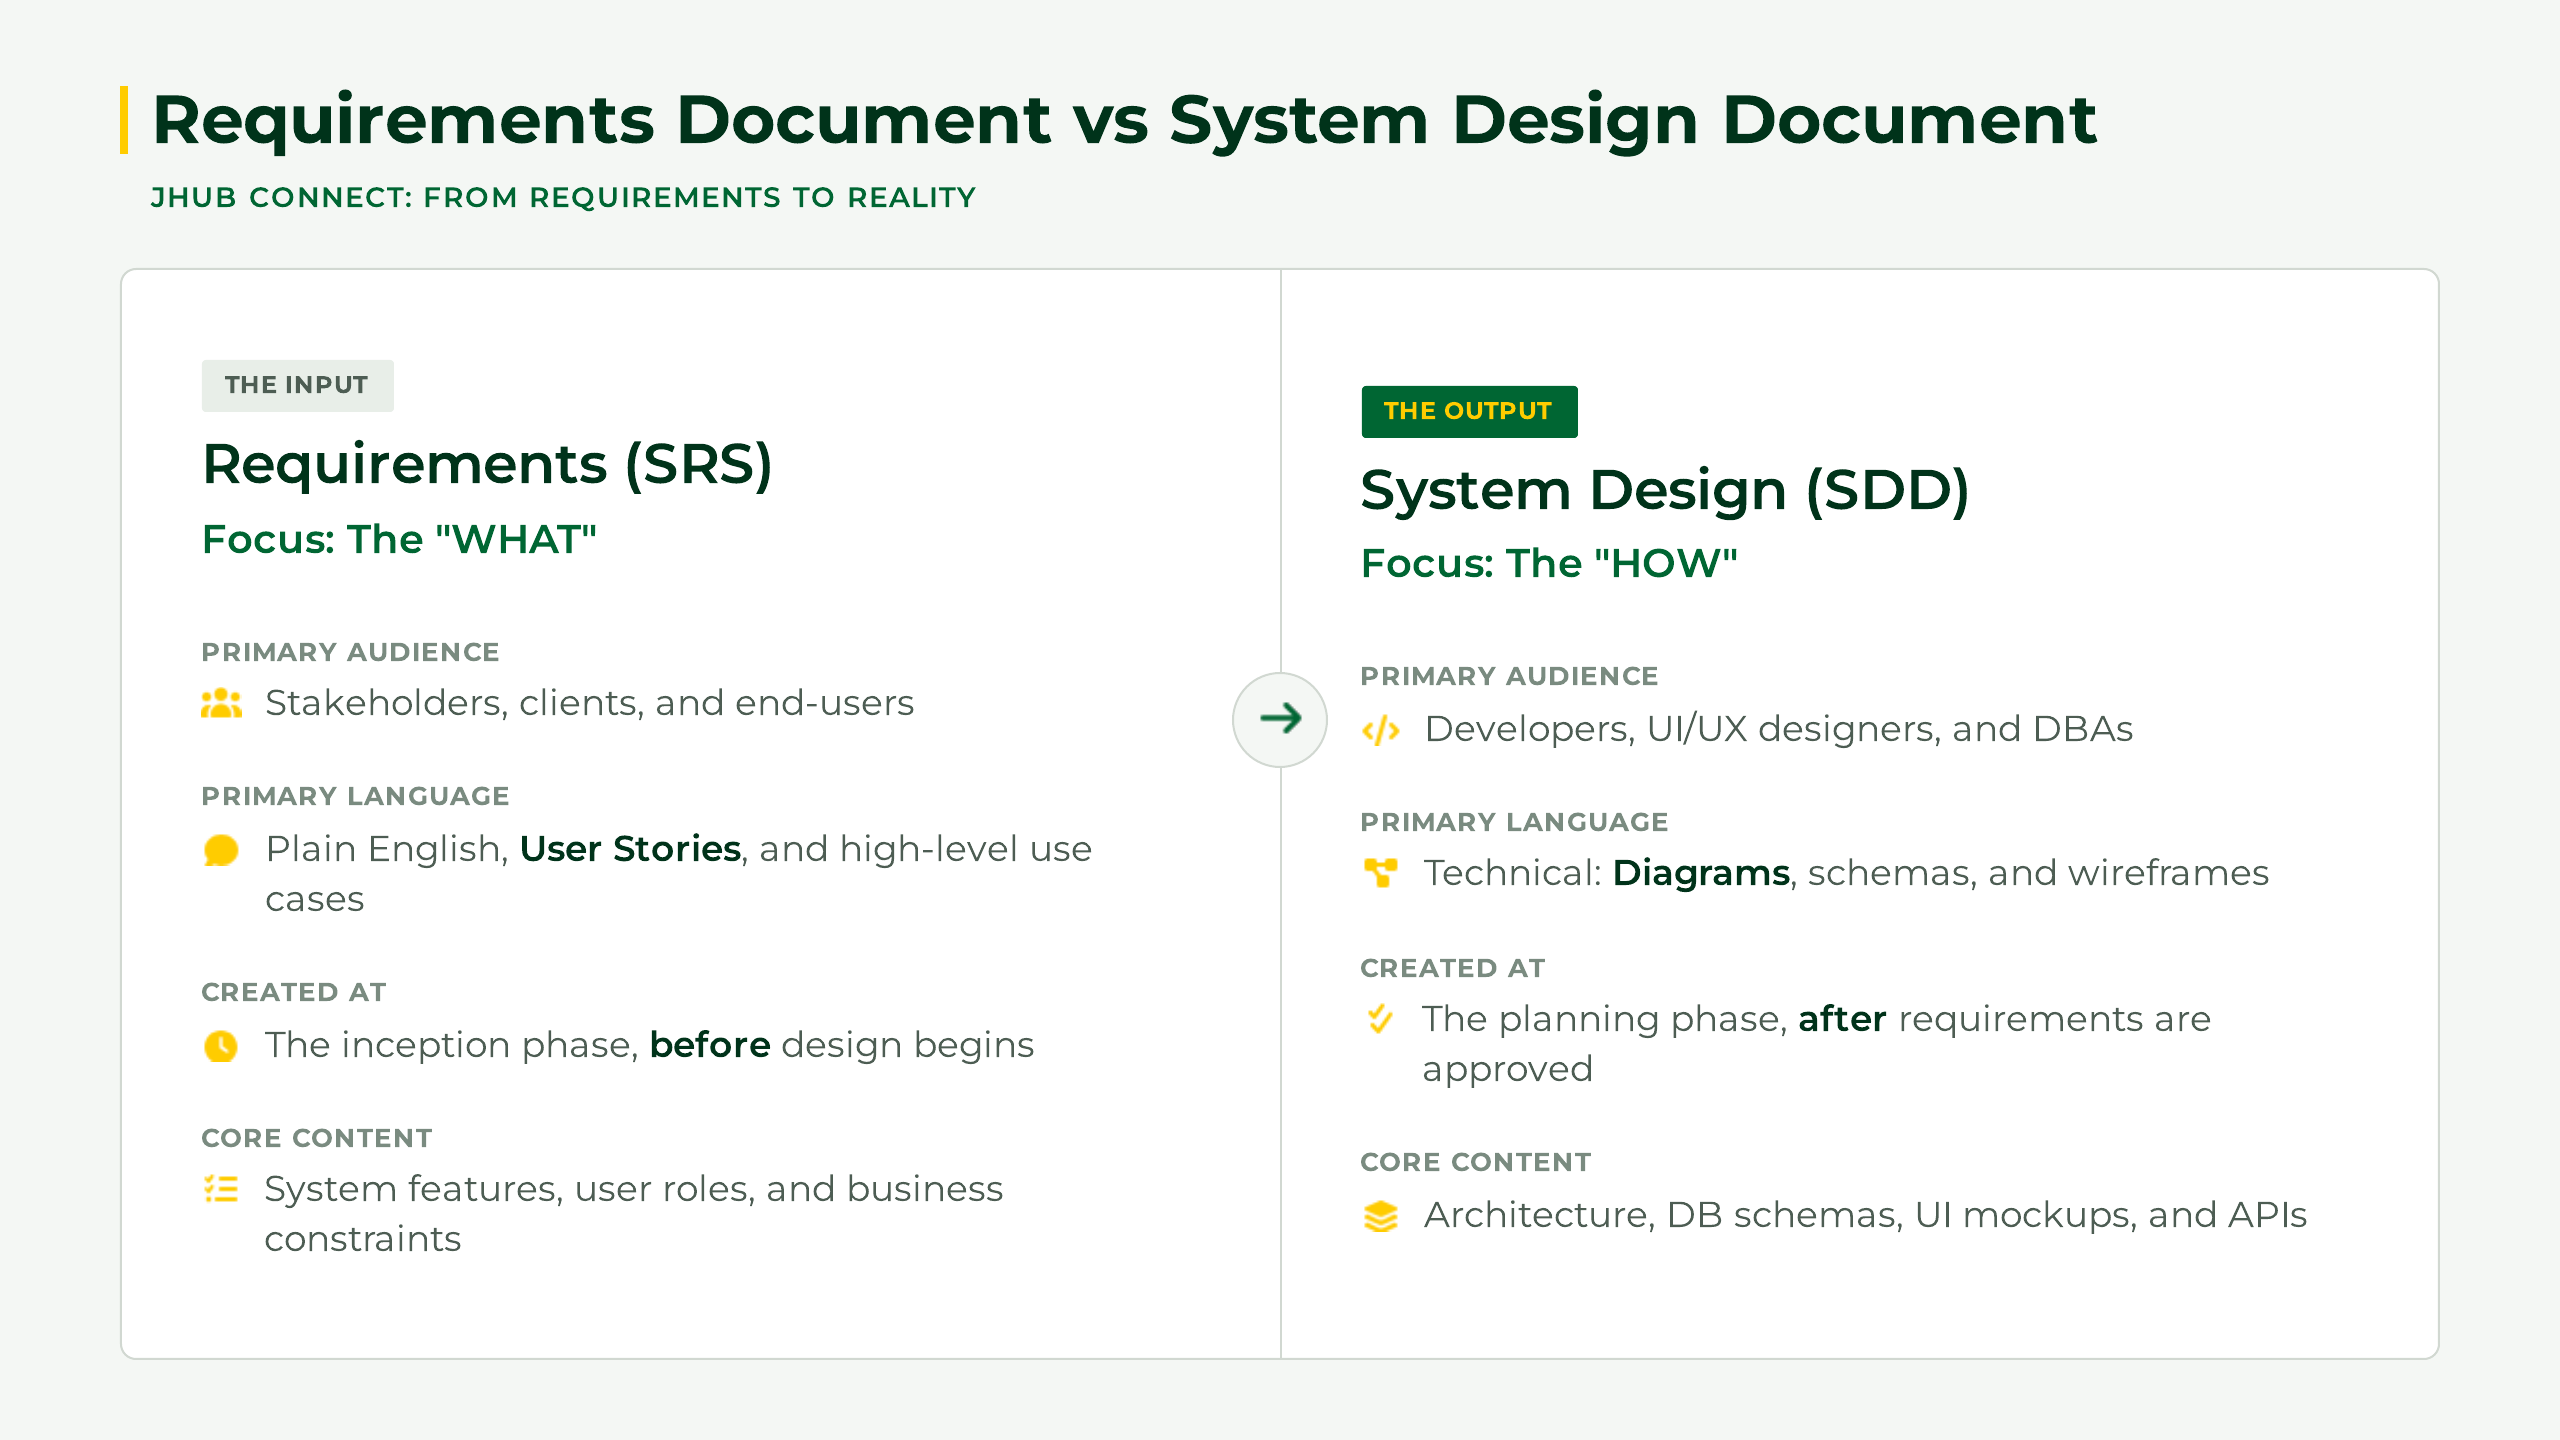 Requirements Document vs System Design Document
JHUB CONNECT: FROM REQUIREMENTS TO REALITY
THE INPUT
Requirements (SRS)
Focus: The "WHAT"
PRIMARY AUDIENCE
Stakeholders, clients, and end-users
PRIMARY LANGUAGE
Plain English, User Stories, and high-level use
cases
CREATED AT
The inception phase, before design begins
CORE CONTENT
System features, user roles, and business
constraints
THE OUTPUT
System Design (SDD)
Focus: The "HOW"
PRIMARY AUDIENCE
Developers, UI/UX designers, and DBAs
PRIMARY LANGUAGE
Technical: Diagrams, schemas, and wireframes
CREATED AT
The planning phase, after requirements are
approved
CORE CONTENT
Architecture, DB schemas, UI mockups, and APIs